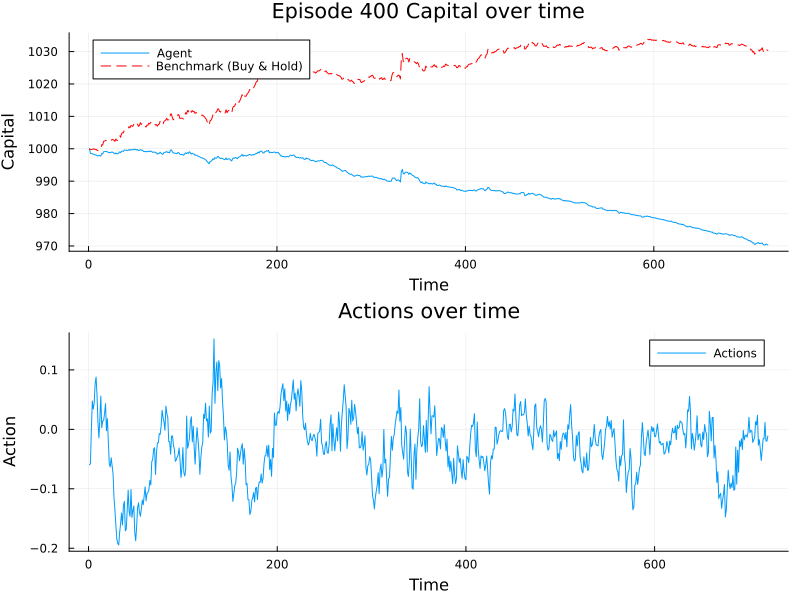 Episode 400 Capital over time
Agent
Benchmark (Buy & Hold)
Capital
1030
1020
1010
1000
990
980
970
0 200 400 600
Time
Actions over time
Actions
Action
0.1
0.0
−0.1
−0.2
0 200 400 600
Time